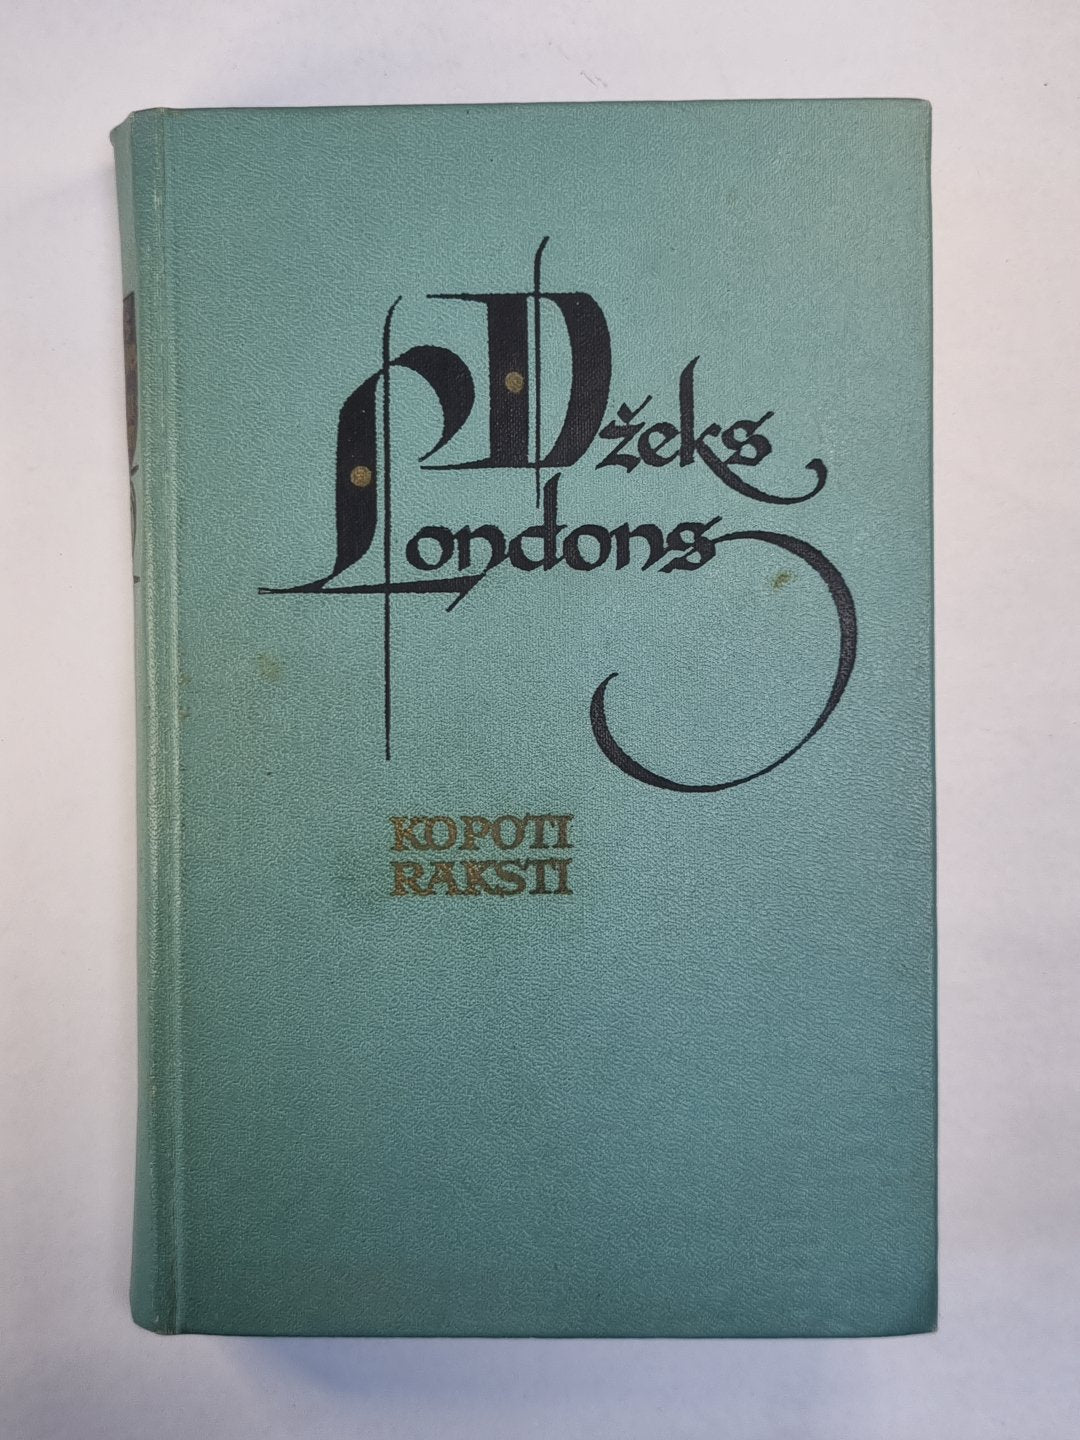 Džeks
Londons
KOPOTI
RAKSTI